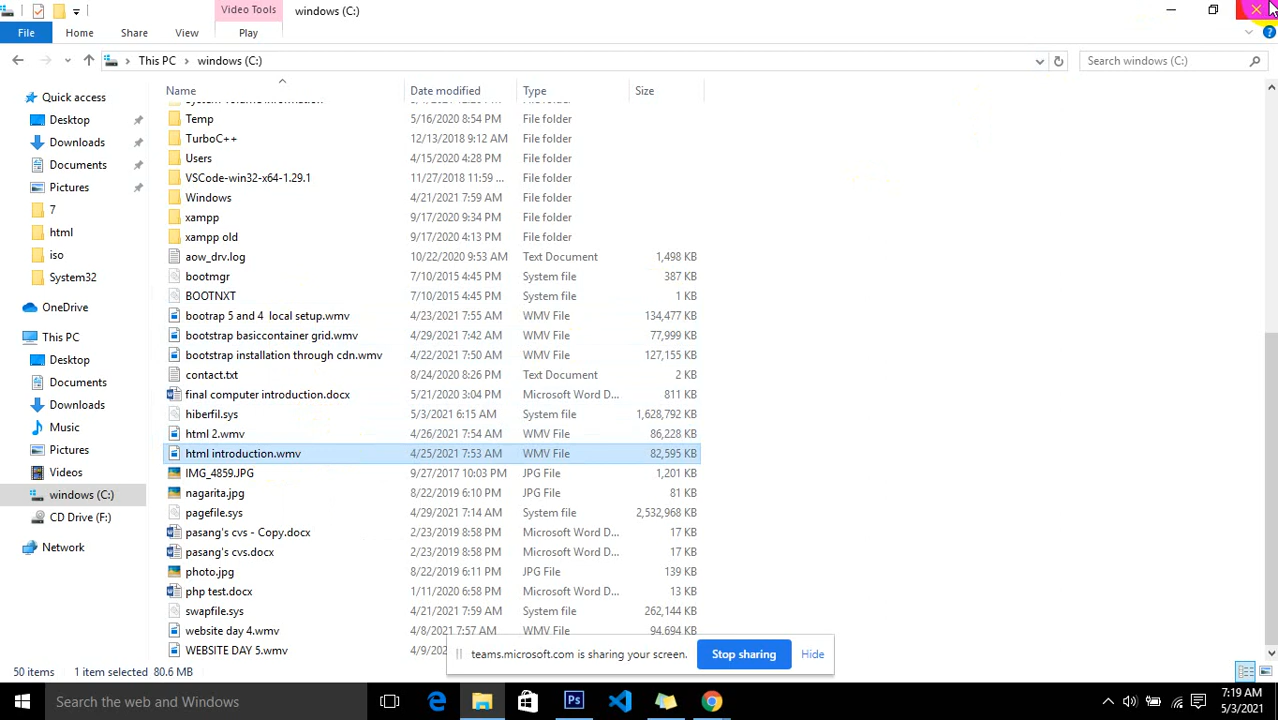 Video Tools
windows (C:)
File
Home
Share
View
Play
This PC
windows (C:)
Search windows (C:)
Name
Date modified
Type
Size
Quick access
Desktop
Downloads
Documents
Pictures
7
html
iso
System32
OneDrive
This PC
Desktop
Documents
Downloads
Music
Pictures
Videos
windows (C:)
CD Drive (F:)
Network
Temp 5/16/2020 8:54 PM File folder
TurboC++ 12/13/2018 9:12 AM File folder
Users 4/15/2020 4:28 PM File folder
VSCode-win32-x64-1.29.1 11/27/2018 11:59 ... File folder
Windows 4/21/2021 7:59 AM File folder
xampp 9/17/2020 9:34 PM File folder
xampp old 9/17/2020 4:13 PM File folder
aow_drv.log 10/22/2020 9:53 AM Text Document 1,498 KB
bootmgr 7/10/2015 4:45 PM System file 387 KB
BOOTNXT 7/10/2015 4:45 PM System file 1 KB
bootrap 5 and 4 local setup.wmv 4/23/2021 7:55 AM WMV File 134,477 KB
bootstrap basiccontainer grid.wmv 4/29/2021 7:42 AM WMV File 77,999 KB
bootstrap installation through cdn.wmv 4/22/2021 7:50 AM WMV File 127,155 KB
contact.txt 8/24/2020 8:26 PM Text Document 2 KB
final computer introduction.docx 5/21/2020 3:04 PM Microsoft Word D... 811 KB
hiberfil.sys 5/3/2021 6:15 AM System file 1,628,792 KB
html 2.wmv 4/26/2021 7:54 AM WMV File 86,228 KB
html introduction.wmv 4/25/2021 7:53 AM WMV File 82,595 KB
IMG_4859.JPG 9/27/2017 10:03 PM JPG File 1,201 KB
nagarita.jpg 8/22/2019 6:10 PM JPG File 81 KB
pagefile.sys 4/29/2021 7:14 AM System file 2,532,968 KB
pasang's cvs - Copy.docx 2/23/2019 8:58 PM Microsoft Word D... 17 KB
pasang's cvs.docx 2/23/2019 8:58 PM Microsoft Word D... 17 KB
photo.jpg 8/22/2019 6:11 PM JPG File 139 KB
php test.docx 1/11/2020 6:58 PM Microsoft Word D... 13 KB
swapfile.sys 4/21/2021 7:59 AM System file 262,144 KB
website day 4.wmv 4/8/2021 7:57 AM WMV File 94,694 KB
WEBSITE DAY 5.wmv 4/9
teams.microsoft.com is sharing your screen.
Stop sharing
Hide
50 items
1 item selected 80.6 MB
Search the web and Windows
7:19 AM
5/3/2021